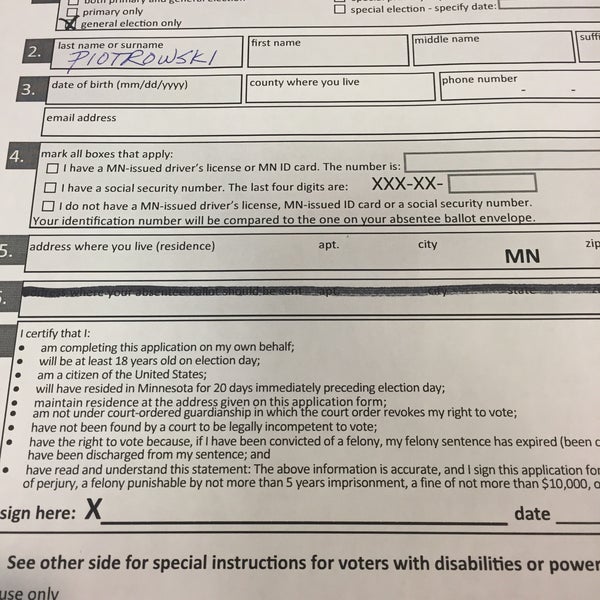 primary only
special election - specify date:
general election only
2.
last name or surname
first name
middle name
PIOTROWSKI
3.
date of birth (mm/dd/yyyy)
county where you live
phone number
- -
email address
4.
mark all boxes that apply:
I have a MN-issued driver's license or MN ID card. The number is:
I have a social security number. The last four digits are: XXX-XX-
I do not have a MN-issued driver's license, MN-issued ID card or a social security number.
Your identification number will be compared to the one on your absentee ballot envelope.
5.
address where you live (residence) apt. city MN zip
where your absentee ballot should be sent apt. city state
I certify that I:
• am completing this application on my own behalf;
• will be at least 18 years old on election day;
• am a citizen of the United States;
• will have resided in Minnesota for 20 days immediately preceding election day;
• maintain residence at the address given on this application form;
• am not under court-ordered guardianship in which the court order revokes my right to vote;
• have not been found by a court to be legally incompetent to vote;
• have the right to vote because, if I have been convicted of a felony, my felony sentence has expired (been c
have been discharged from my sentence; and
• have read and understand this statement: The above information is accurate, and I sign this application fo
of perjury, a felony punishable by not more than 5 years imprisonment, a fine of not more than $10,000, o
sign here: X date
See other side for special instructions for voters with disabilities or power
use only